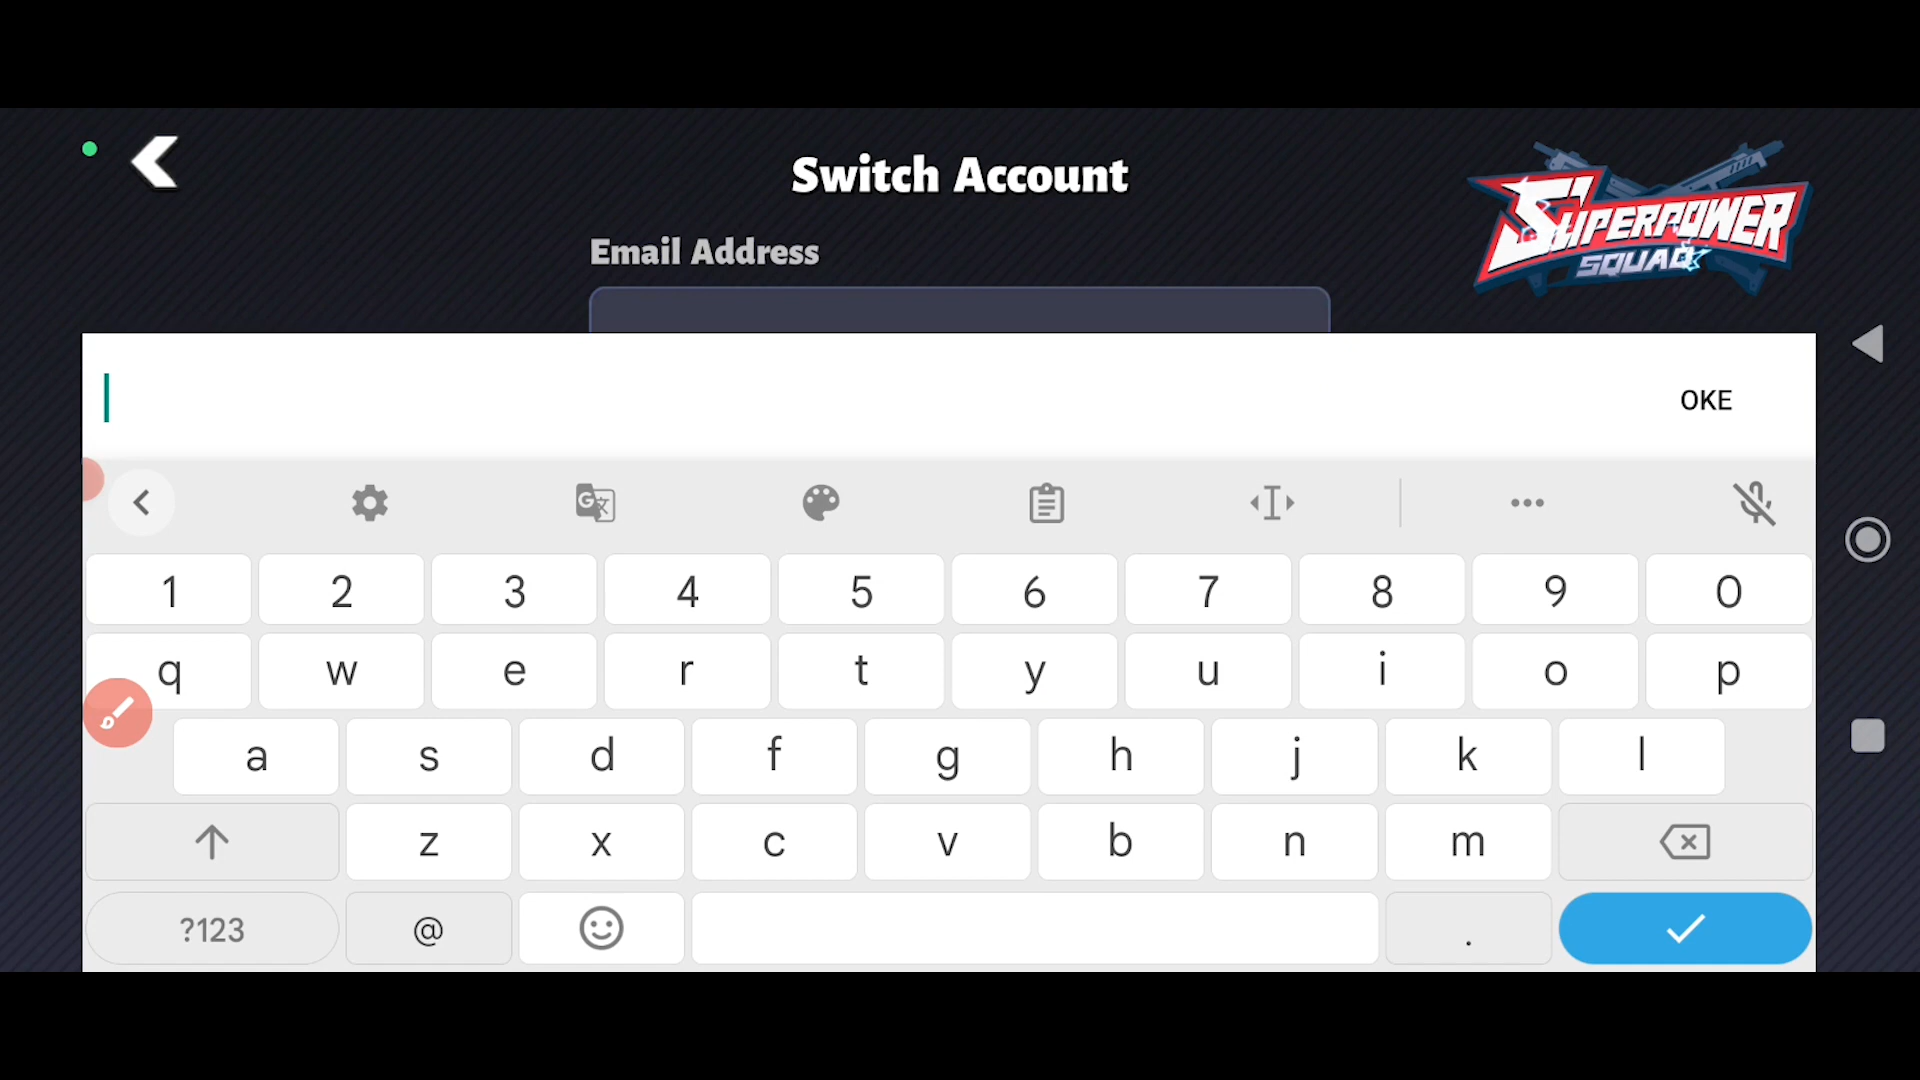 Switch Account
SUPERPOWER
SQUAD
Email Address
OKE
1 2 3 4 5 6 7 8 9 0
q w e r t y u i o p
a s d f g h j k l
z x c v b n m
?123 @ .